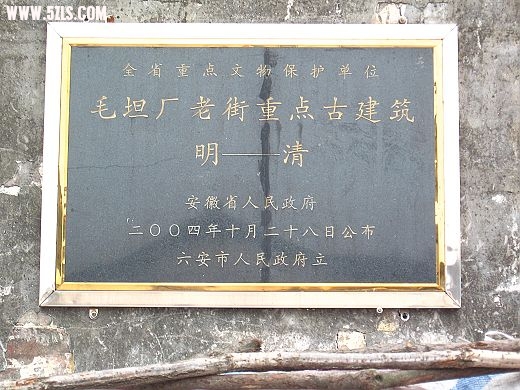 www.5ZLS.COM
全省重点文物保护单位
毛坦厂老街重点古建筑
明——清
安徽省人民政府
二〇〇四年十月二十八日公布
六安市人民政府立